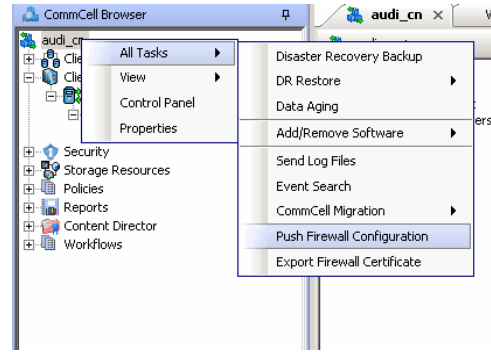 CommCell Browser
audi_cn
audi_cn
All Tasks
View
Control Panel
Properties
Disaster Recovery Backup
DR Restore
Data Aging
Add/Remove Software
Send Log Files
Event Search
CommCell Migration
Push Firewall Configuration
Export Firewall Certificate
Security
Storage Resources
Policies
Reports
Content Director
Workflows